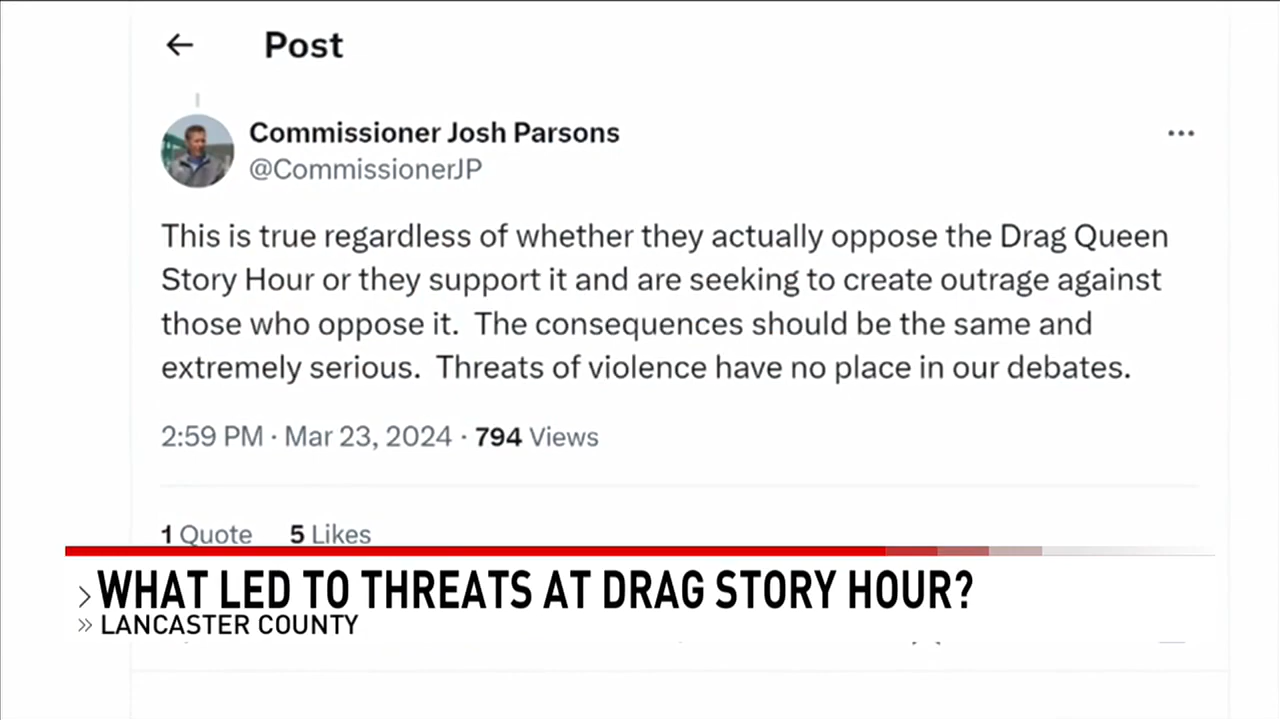 ← Post
Commissioner Josh Parsons
@CommissionerJP
This is true regardless of whether they actually oppose the Drag Queen
Story Hour or they support it and are seeking to create outrage against
those who oppose it.  The consequences should be the same and
extremely serious.  Threats of violence have no place in our debates.
2:59 PM · Mar 23, 2024 · 794 Views
1 Quote 5 Likes
WHAT LED TO THREATS AT DRAG STORY HOUR?
LANCASTER COUNTY